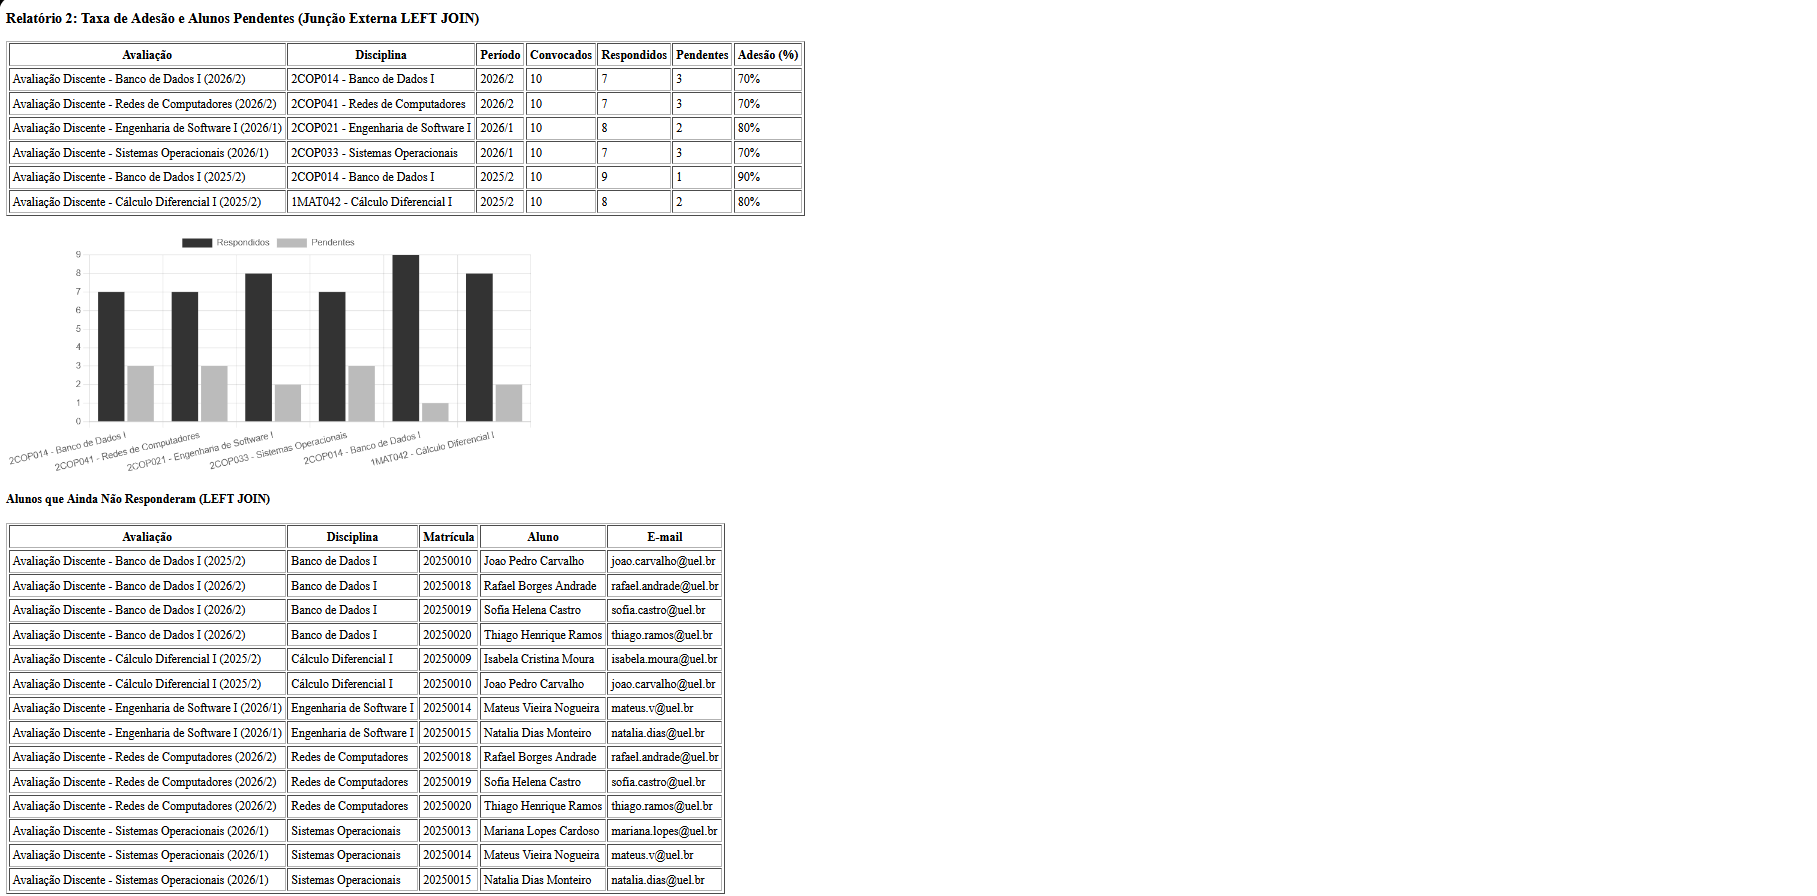 Relatório 2: Taxa de Adesão e Alunos Pendentes (Junção Externa LEFT JOIN)
Avaliação Disciplina Período Convocados Respondidos Pendentes Adesão (%)
Avaliação Discente - Banco de Dados I (2026/2) 2COP014 - Banco de Dados I 2026/2 10 7 3 70%
Avaliação Discente - Redes de Computadores (2026/2) 2COP041 - Redes de Computadores 2026/2 10 7 3 70%
Avaliação Discente - Engenharia de Software I (2026/1) 2COP021 - Engenharia de Software I 2026/1 10 8 2 80%
Avaliação Discente - Sistemas Operacionais (2026/1) 2COP033 - Sistemas Operacionais 2026/1 10 7 3 70%
Avaliação Discente - Banco de Dados I (2025/2) 2COP014 - Banco de Dados I 2025/2 10 9 1 90%
Avaliação Discente - Cálculo Diferencial I (2025/2) 1MAT042 - Cálculo Diferencial I 2025/2 10 8 2 80%
Respondidos Pendentes
9
8
7
6
5
4
3
2
1
0
2COP014 - Banco de Dados I
2COP041 - Redes de Computadores
2COP021 - Engenharia de Software I
2COP033 - Sistemas Operacionais
2COP014 - Banco de Dados I
1MAT042 - Cálculo Diferencial I
Alunos que Ainda Não Responderam (LEFT JOIN)
Avaliação Disciplina Matrícula Aluno E-mail
Avaliação Discente - Banco de Dados I (2025/2) Banco de Dados I 20250010 Joao Pedro Carvalho joao.carvalho@uel.br
Avaliação Discente - Banco de Dados I (2026/2) Banco de Dados I 20250018 Rafael Borges Andrade rafael.andrade@uel.br
Avaliação Discente - Banco de Dados I (2026/2) Banco de Dados I 20250019 Sofia Helena Castro sofia.castro@uel.br
Avaliação Discente - Banco de Dados I (2026/2) Banco de Dados I 20250020 Thiago Henrique Ramos thiago.ramos@uel.br
Avaliação Discente - Cálculo Diferencial I (2025/2) Cálculo Diferencial I 20250009 Isabela Cristina Moura isabela.moura@uel.br
Avaliação Discente - Cálculo Diferencial I (2025/2) Cálculo Diferencial I 20250010 Joao Pedro Carvalho joao.carvalho@uel.br
Avaliação Discente - Engenharia de Software I (2026/1) Engenharia de Software I 20250014 Mateus Vieira Nogueira mateus.v@uel.br
Avaliação Discente - Engenharia de Software I (2026/1) Engenharia de Software I 20250015 Natalia Dias Monteiro natalia.dias@uel.br
Avaliação Discente - Redes de Computadores (2026/2) Redes de Computadores 20250018 Rafael Borges Andrade rafael.andrade@uel.br
Avaliação Discente - Redes de Computadores (2026/2) Redes de Computadores 20250019 Sofia Helena Castro sofia.castro@uel.br
Avaliação Discente - Redes de Computadores (2026/2) Redes de Computadores 20250020 Thiago Henrique Ramos thiago.ramos@uel.br
Avaliação Discente - Sistemas Operacionais (2026/1) Sistemas Operacionais 20250013 Mariana Lopes Cardoso mariana.lopes@uel.br
Avaliação Discente - Sistemas Operacionais (2026/1) Sistemas Operacionais 20250014 Mateus Vieira Nogueira mateus.v@uel.br
Avaliação Discente - Sistemas Operacionais (2026/1) Sistemas Operacionais 20250015 Natalia Dias Monteiro natalia.dias@uel.br